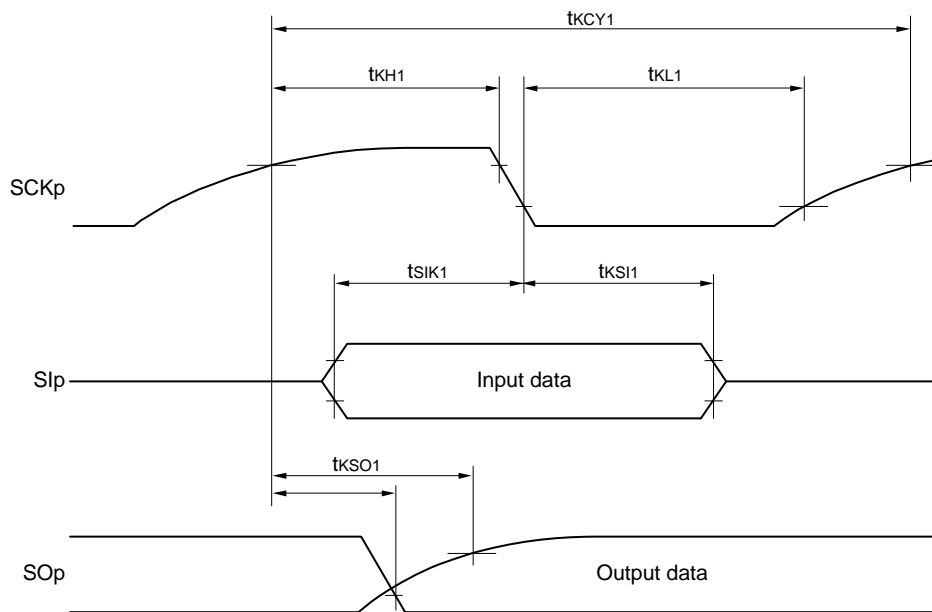 tKCY1
tKH1
tKL1
SCKp
tSIK1
tKSI1
SIp
Input data
tKSO1
SOp
Output data